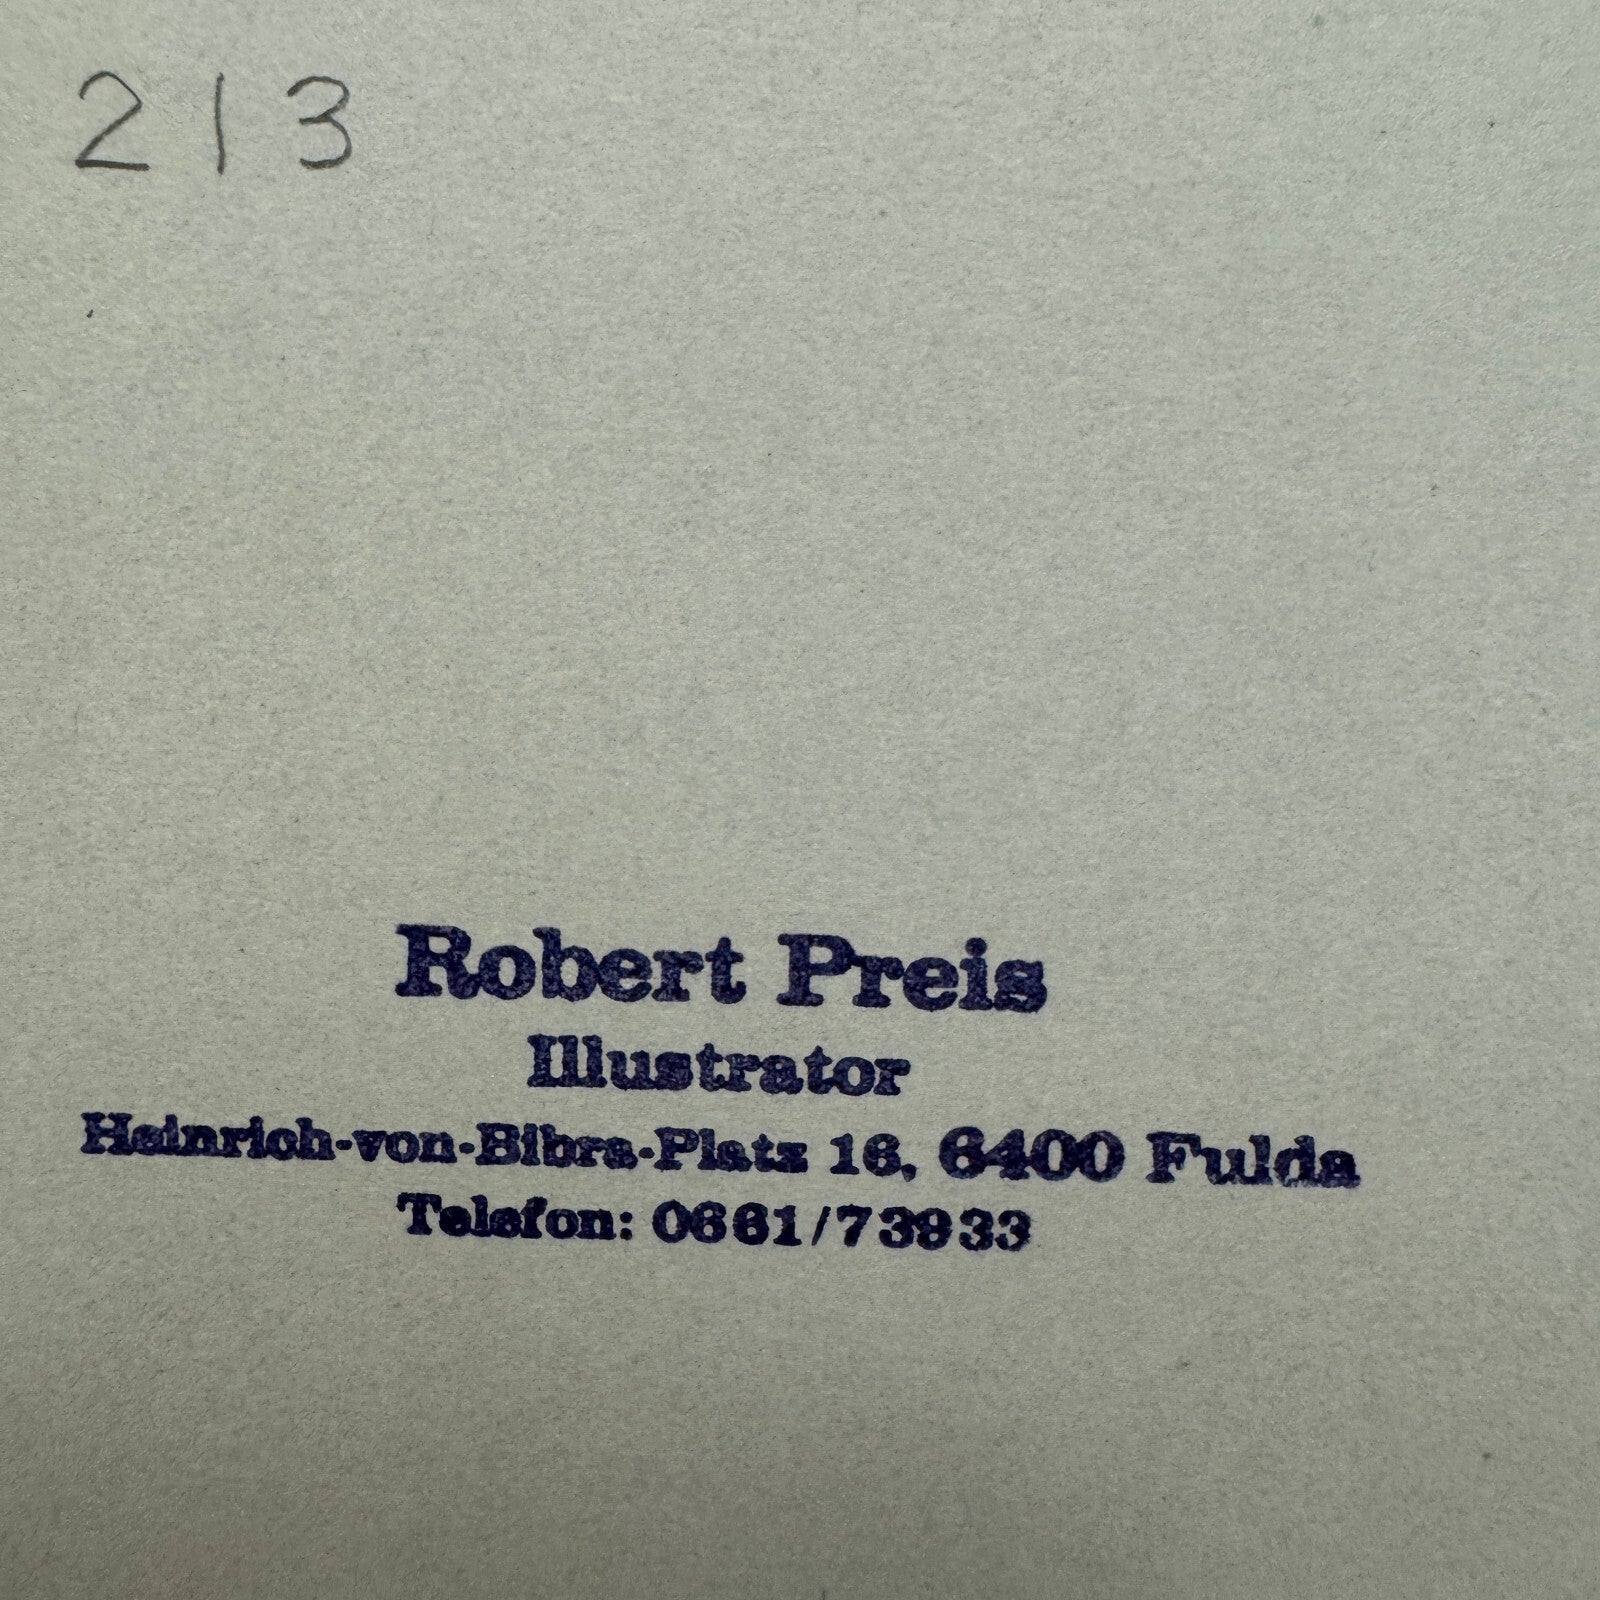 213
Robert Preis
Illustrator
Heinrich-von-Bibra-Platz 16, 6400 Fulda
Telefon: 0661/73933